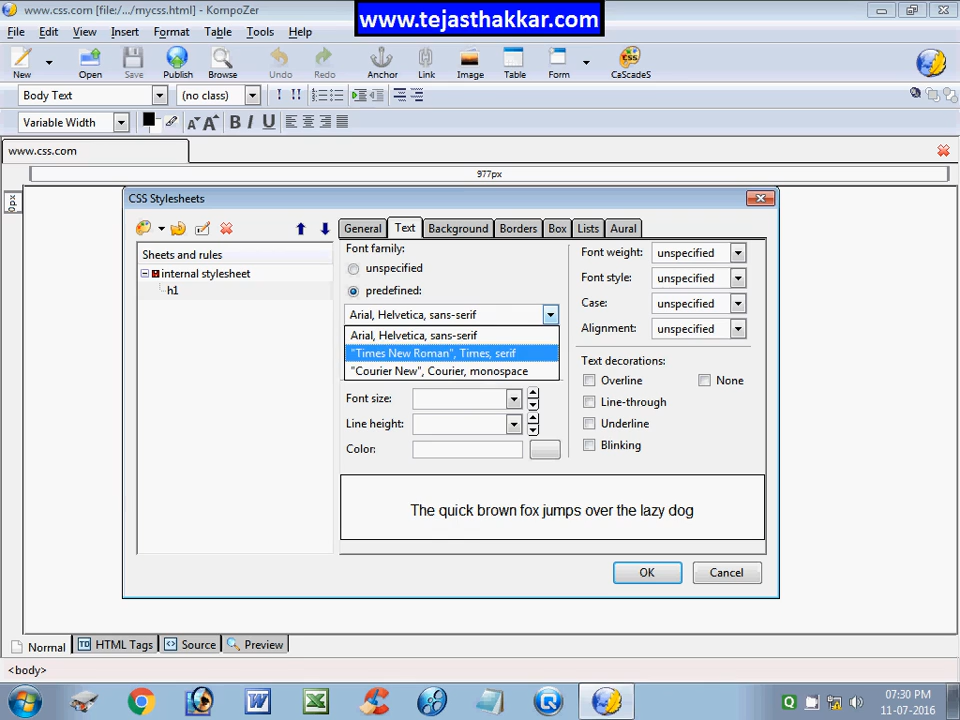 www.css.com [file:/.../mycss.html] - KompoZer
www.tejasthakkar.com
File Edit View Insert Format Table Tools Help
New Open Save Publish Browse Undo Redo Anchor Link Image Table Form CaScadeS
CSS
Body Text (no class) ! !!
Variable Width A A B I U
www.css.com
977px
0px
CSS Stylesheets
General Text Background Borders Box Lists Aural
Sheets and rules
internal stylesheet
h1
Font family:
unspecified
predefined:
Arial, Helvetica, sans-serif
Arial, Helvetica, sans-serif
"Times New Roman", Times, serif
"Courier New", Courier, monospace
Font size:
Line height:
Color:
Font weight: unspecified
Font style: unspecified
Case: unspecified
Alignment: unspecified
Text decorations:
Overline None
Line-through
Underline
Blinking
The quick brown fox jumps over the lazy dog
OK Cancel
Normal TD HTML Tags Source Preview
<body>
07:30 PM
11-07-2016